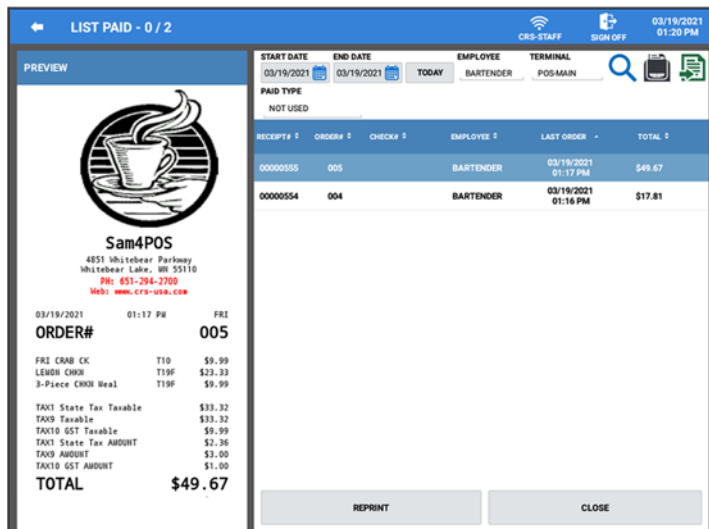 LIST PAID - 0 / 2
CRS-STAFF
SIGN OFF
03/19/2021
01:20 PM
PREVIEW
Sam4POS
4851 Whitebear Parkway
Whitebear Lake, MN 55110
PH: 651-294-2700
Web: www.crs-usa.com
03/19/2021 01:17 PM FRI
ORDER# 005
FRI CRAB CK T10 $9.99
LEMON CHKN T19F $23.33
3-Piece CHKN Meal T19F $9.99
TAX1 State Tax Taxable $33.32
TAX9 Taxable $33.32
TAX10 GST Taxable $9.99
TAX1 State Tax AMOUNT $2.36
TAX9 AMOUNT $3.00
TAX10 GST AMOUNT $1.00
TOTAL $49.67
START DATE END DATE EMPLOYEE TERMINAL
03/19/2021 03/19/2021 TODAY BARTENDER POS-MAIN
PAID TYPE
NOT USED
RECEIPT# ORDER# CHECK# EMPLOYEE LAST ORDER TOTAL
00000555 005 BARTENDER 03/19/2021 01:17 PM $49.67
00000554 004 BARTENDER 03/19/2021 01:16 PM $17.81
REPRINT CLOSE